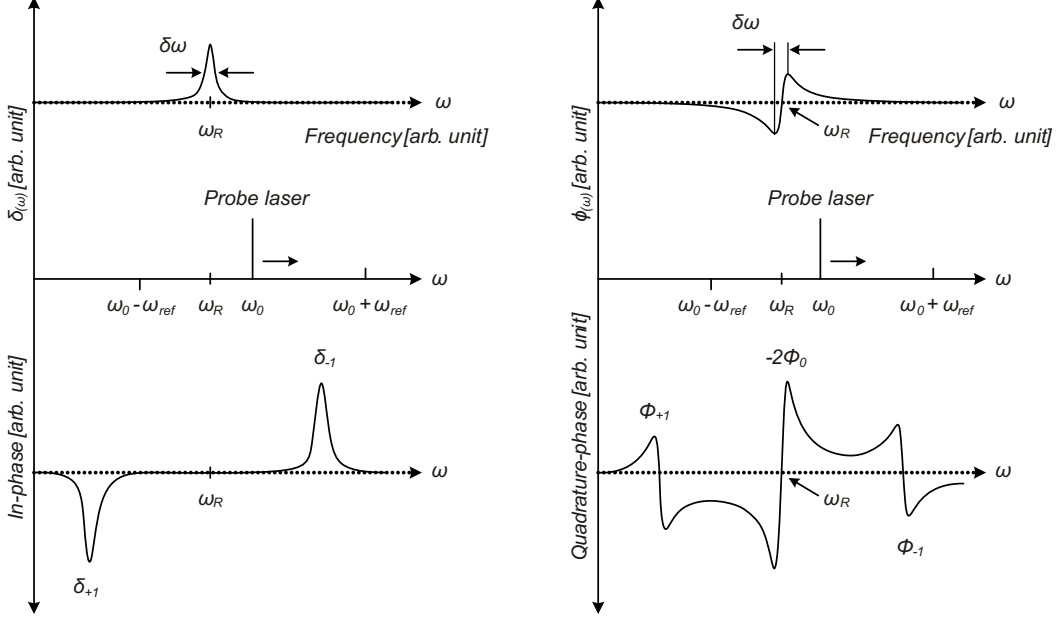 δω
ω
ω_R
Frequency [arb. unit]
δ_(ω) [arb. unit]
Probe laser
ω
ω_0 - ω_ref
ω_R
ω_0
ω_0 + ω_ref
In-phase [arb. unit]
δ_-1
ω
ω_R
δ_+1
δω
ω
ω_R
Frequency [arb. unit]
ϕ_(ω) [arb. unit]
Probe laser
ω
ω_0 - ω_ref
ω_R
ω_0
ω_0 + ω_ref
Quadrature-phase [arb. unit]
-2Φ_0
Φ_+1
ω
ω_R
Φ_-1